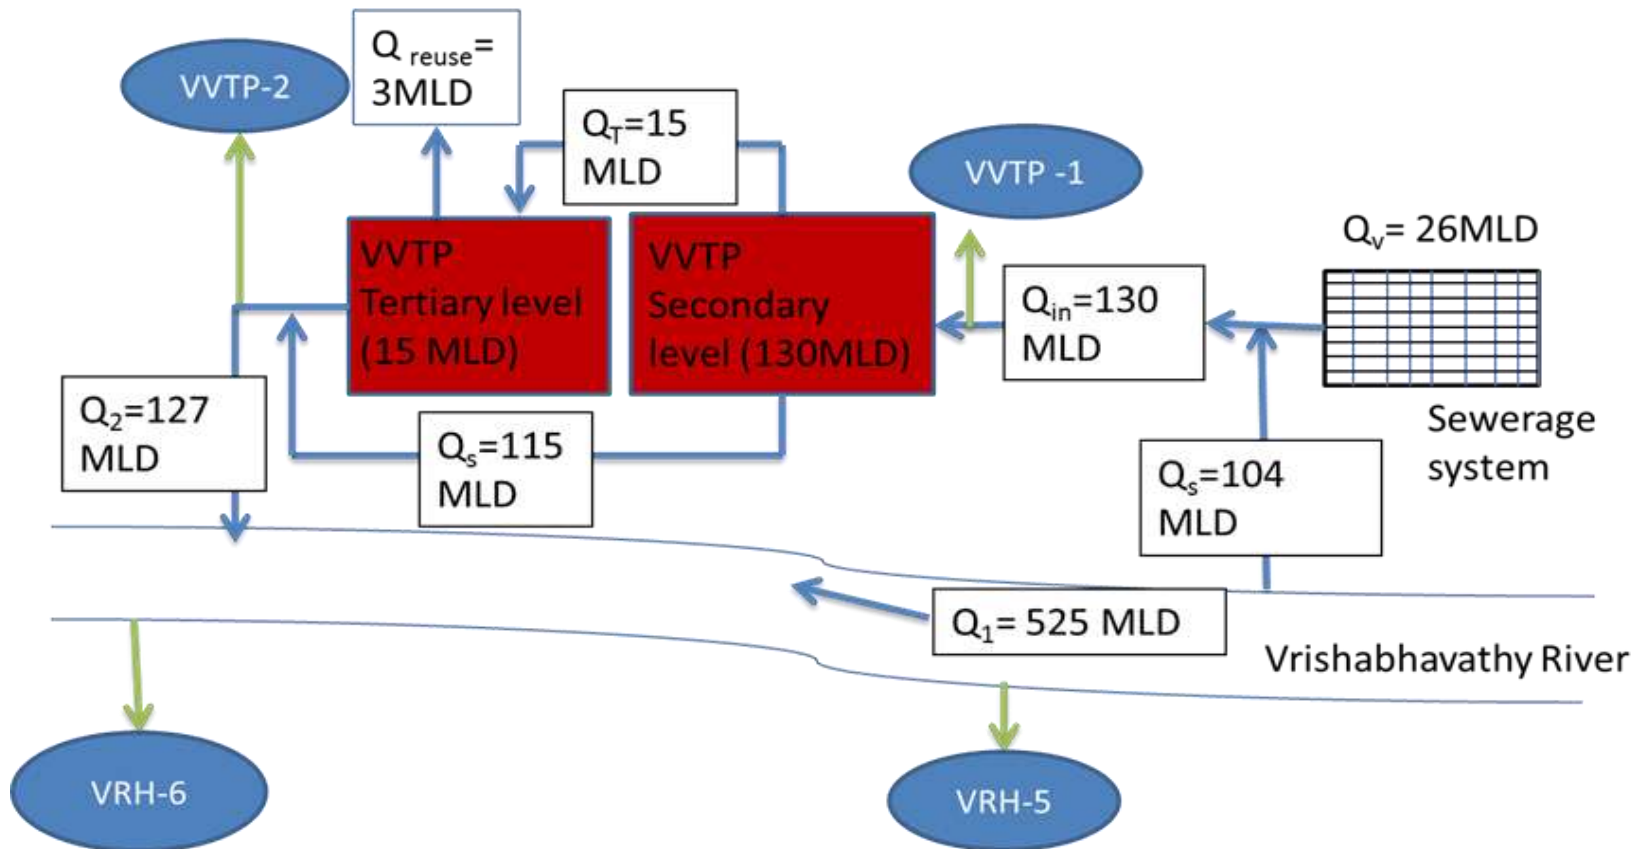 Q reuse=
3MLD
VVTP-2
QT=15
MLD
VVTP -1
Qv= 26MLD
VVTP
Tertiary level
(15 MLD)
VVTP
Secondary
level (130MLD)
Qin=130
MLD
Q2=127
MLD
Qs=115
MLD
Sewerage
system
Qs=104
MLD
Q1= 525 MLD
Vrishabhavathy River
VRH-6
VRH-5